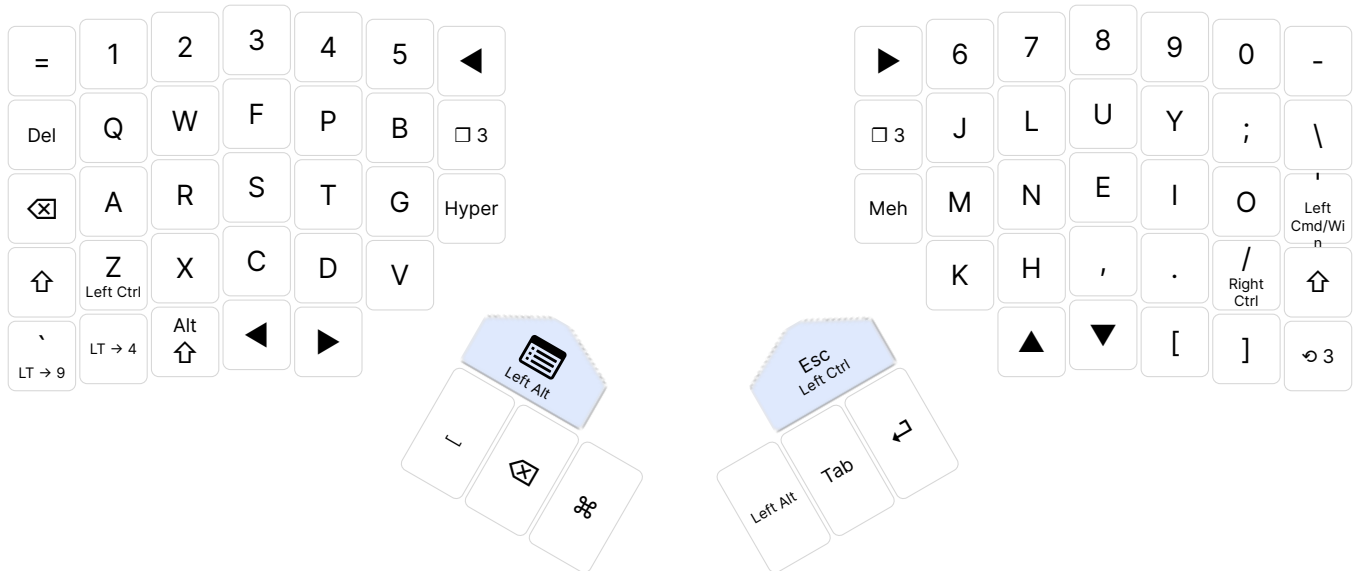 = 1 2 3 4 5 ◀ ▶ 6 7 8 9 0 -
Del Q W F P B ❐ 3 ❐ 3 J L U Y ; \
⌫ A R S T G Hyper Meh M N E I O '
Left
Cmd/Wi
n
⇧ Z X C D V K H , . / ⇧
Left Ctrl
Right
Ctrl
` LT → 4 Alt ◀ ▶ ▲ ▼ [ ] ⟲ 3
LT → 9 ⇧
Left Alt
Esc
Left Ctrl
⌫ ⌘
Left Alt Tab ↵